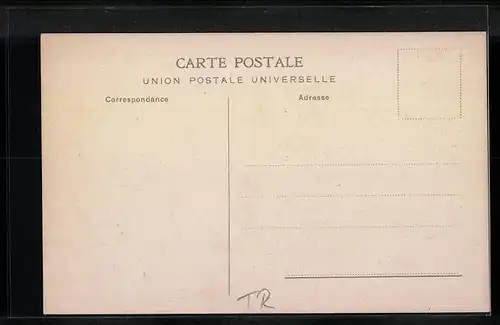 CARTE POSTALE
UNION POSTALE UNIVERSELLE
Correspondance
Adresse
TR